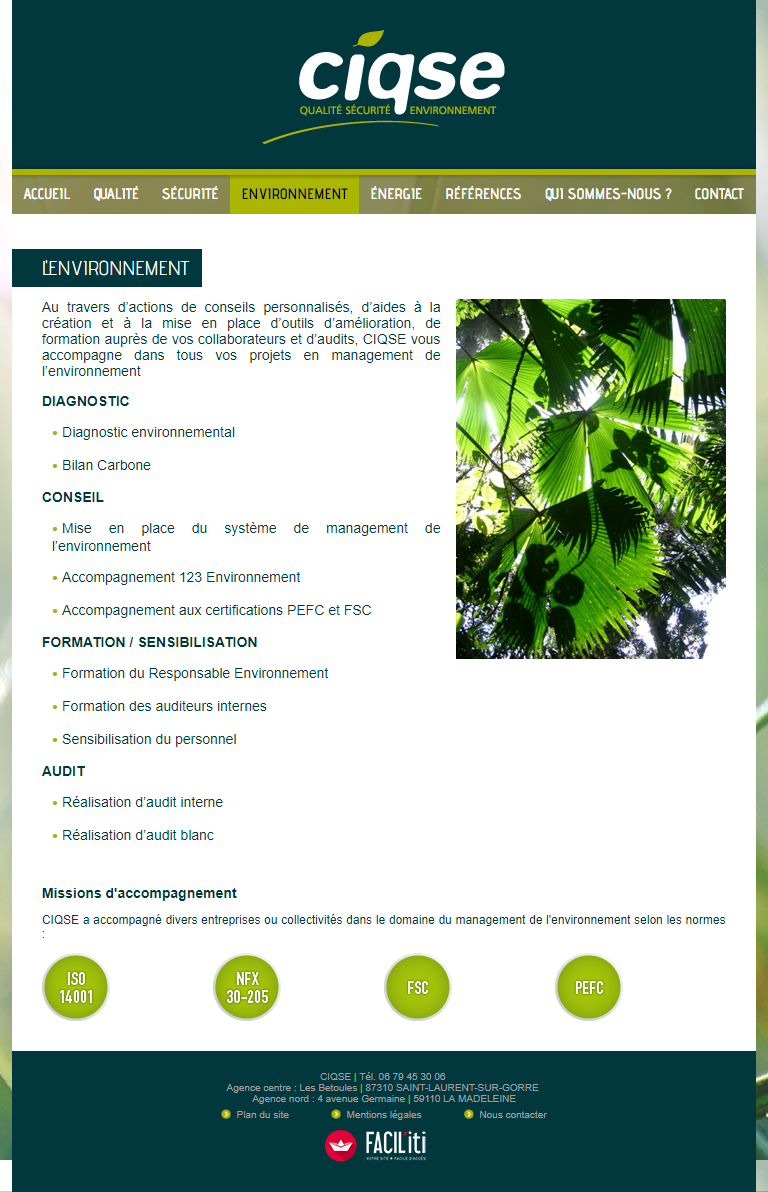 ciqse
QUALITÉ SÉCURITÉ ENVIRONNEMENT
ACCUEIL QUALITÉ SÉCURITÉ ENVIRONNEMENT ÉNERGIE RÉFÉRENCES QUI SOMMES-NOUS ? CONTACT
L'ENVIRONNEMENT
Au travers d’actions de conseils personnalisés, d’aides à la
création et à la mise en place d’outils d’amélioration, de
formation auprès de vos collaborateurs et d’audits, CIQSE vous
accompagne dans tous vos projets en management de
l’environnement
DIAGNOSTIC
• Diagnostic environnemental
• Bilan Carbone
CONSEIL
• Mise en place du système de management de
l’environnement
• Accompagnement 123 Environnement
• Accompagnement aux certifications PEFC et FSC
FORMATION / SENSIBILISATION
• Formation du Responsable Environnement
• Formation des auditeurs internes
• Sensibilisation du personnel
AUDIT
• Réalisation d’audit interne
• Réalisation d’audit blanc
Missions d'accompagnement
CIQSE a accompagné divers entreprises ou collectivités dans le domaine du management de l'environnement selon les normes
:
ISO
14001
NFX
30-205
FSC
PEFC
CIQSE | Tél. 06 79 45 30 06
Agence centre : Les Betoules | 87310 SAINT-LAURENT-SUR-GORRE
Agence nord : 4 avenue Germaine | 59110 LA MADELEINE
Plan du site Mentions légales Nous contacter
FACIL'iti
VOTRE SITE + FACILE D'ACCÈS